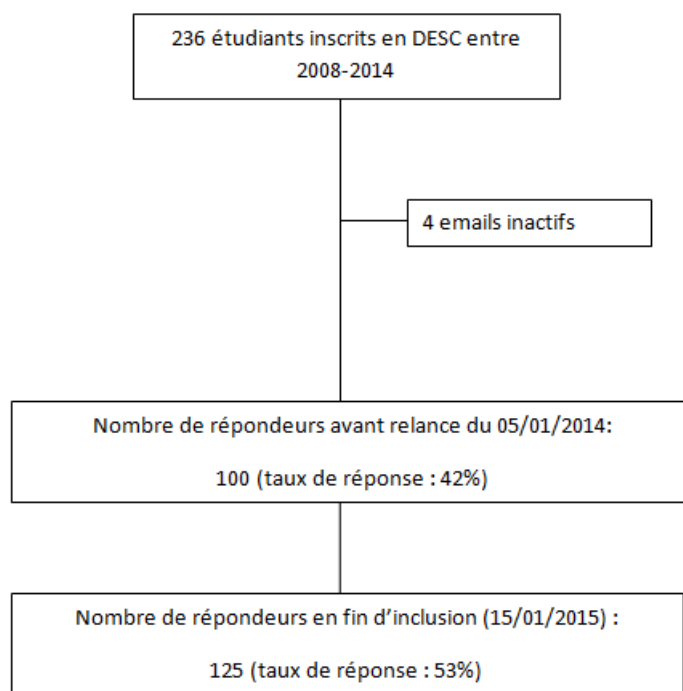 236 étudiants inscrits en DESC entre
2008-2014
4 emails inactifs
Nombre de répondeurs avant relance du 05/01/2014:
100 (taux de réponse : 42%)
Nombre de répondeurs en fin d’inclusion (15/01/2015) :
125 (taux de réponse : 53%)